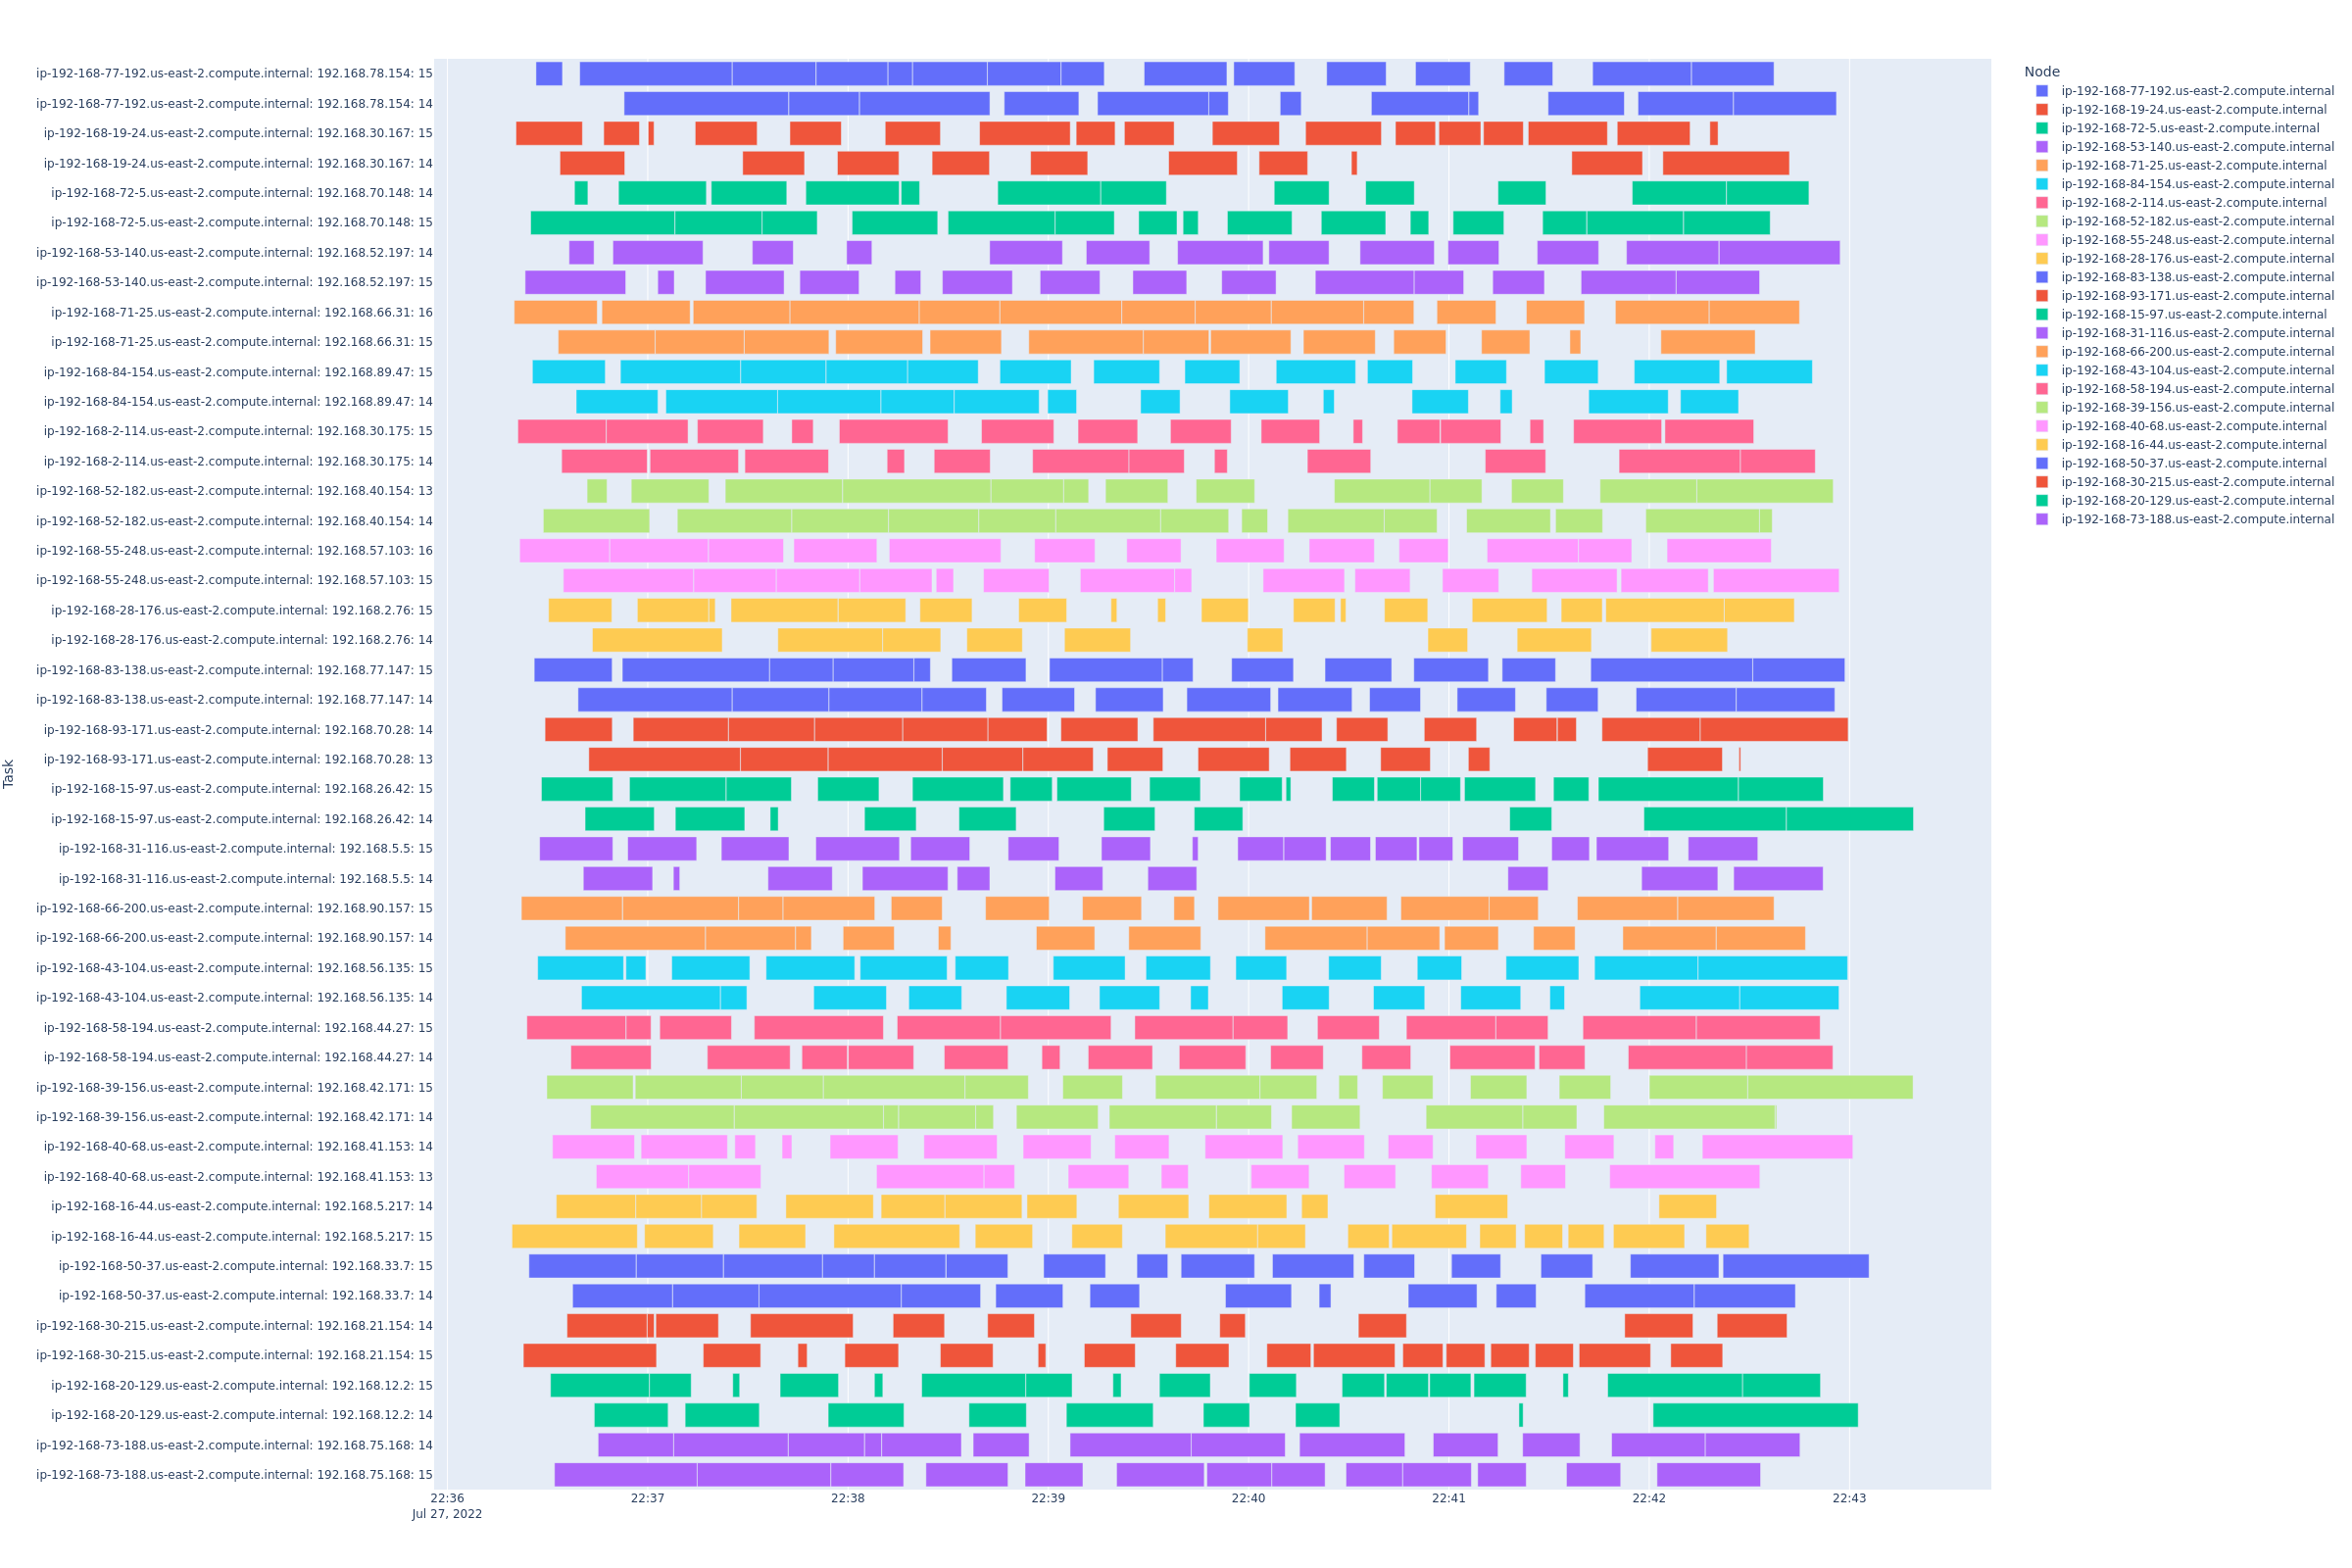 ip-192-168-77-192.us-east-2.compute.internal: 192.168.78.154: 15
ip-192-168-77-192.us-east-2.compute.internal: 192.168.78.154: 14
ip-192-168-19-24.us-east-2.compute.internal: 192.168.30.167: 15
ip-192-168-19-24.us-east-2.compute.internal: 192.168.30.167: 14
ip-192-168-72-5.us-east-2.compute.internal: 192.168.70.148: 14
ip-192-168-72-5.us-east-2.compute.internal: 192.168.70.148: 15
ip-192-168-53-140.us-east-2.compute.internal: 192.168.52.197: 14
ip-192-168-53-140.us-east-2.compute.internal: 192.168.52.197: 15
ip-192-168-71-25.us-east-2.compute.internal: 192.168.66.31: 16
ip-192-168-71-25.us-east-2.compute.internal: 192.168.66.31: 15
ip-192-168-84-154.us-east-2.compute.internal: 192.168.89.47: 15
ip-192-168-84-154.us-east-2.compute.internal: 192.168.89.47: 14
ip-192-168-2-114.us-east-2.compute.internal: 192.168.30.175: 15
ip-192-168-2-114.us-east-2.compute.internal: 192.168.30.175: 14
ip-192-168-52-182.us-east-2.compute.internal: 192.168.40.154: 13
ip-192-168-52-182.us-east-2.compute.internal: 192.168.40.154: 14
ip-192-168-55-248.us-east-2.compute.internal: 192.168.57.103: 16
ip-192-168-55-248.us-east-2.compute.internal: 192.168.57.103: 15
ip-192-168-28-176.us-east-2.compute.internal: 192.168.2.76: 15
ip-192-168-28-176.us-east-2.compute.internal: 192.168.2.76: 14
ip-192-168-83-138.us-east-2.compute.internal: 192.168.77.147: 15
ip-192-168-83-138.us-east-2.compute.internal: 192.168.77.147: 14
ip-192-168-93-171.us-east-2.compute.internal: 192.168.70.28: 14
ip-192-168-93-171.us-east-2.compute.internal: 192.168.70.28: 13
ip-192-168-15-97.us-east-2.compute.internal: 192.168.26.42: 15
ip-192-168-15-97.us-east-2.compute.internal: 192.168.26.42: 14
ip-192-168-31-116.us-east-2.compute.internal: 192.168.5.5: 15
ip-192-168-31-116.us-east-2.compute.internal: 192.168.5.5: 14
ip-192-168-66-200.us-east-2.compute.internal: 192.168.90.157: 15
ip-192-168-66-200.us-east-2.compute.internal: 192.168.90.157: 14
ip-192-168-43-104.us-east-2.compute.internal: 192.168.56.135: 15
ip-192-168-43-104.us-east-2.compute.internal: 192.168.56.135: 14
ip-192-168-58-194.us-east-2.compute.internal: 192.168.44.27: 15
ip-192-168-58-194.us-east-2.compute.internal: 192.168.44.27: 14
ip-192-168-39-156.us-east-2.compute.internal: 192.168.42.171: 15
ip-192-168-39-156.us-east-2.compute.internal: 192.168.42.171: 14
ip-192-168-40-68.us-east-2.compute.internal: 192.168.41.153: 14
ip-192-168-40-68.us-east-2.compute.internal: 192.168.41.153: 13
ip-192-168-16-44.us-east-2.compute.internal: 192.168.5.217: 14
ip-192-168-16-44.us-east-2.compute.internal: 192.168.5.217: 15
ip-192-168-50-37.us-east-2.compute.internal: 192.168.33.7: 15
ip-192-168-50-37.us-east-2.compute.internal: 192.168.33.7: 14
ip-192-168-30-215.us-east-2.compute.internal: 192.168.21.154: 14
ip-192-168-30-215.us-east-2.compute.internal: 192.168.21.154: 15
ip-192-168-20-129.us-east-2.compute.internal: 192.168.12.2: 15
ip-192-168-20-129.us-east-2.compute.internal: 192.168.12.2: 14
ip-192-168-73-188.us-east-2.compute.internal: 192.168.75.168: 14
ip-192-168-73-188.us-east-2.compute.internal: 192.168.75.168: 15
Task
22:36 22:37 22:38 22:39 22:40 22:41 22:42 22:43
Jul 27, 2022
Node
ip-192-168-77-192.us-east-2.compute.internal
ip-192-168-19-24.us-east-2.compute.internal
ip-192-168-72-5.us-east-2.compute.internal
ip-192-168-53-140.us-east-2.compute.internal
ip-192-168-71-25.us-east-2.compute.internal
ip-192-168-84-154.us-east-2.compute.internal
ip-192-168-2-114.us-east-2.compute.internal
ip-192-168-52-182.us-east-2.compute.internal
ip-192-168-55-248.us-east-2.compute.internal
ip-192-168-28-176.us-east-2.compute.internal
ip-192-168-83-138.us-east-2.compute.internal
ip-192-168-93-171.us-east-2.compute.internal
ip-192-168-15-97.us-east-2.compute.internal
ip-192-168-31-116.us-east-2.compute.internal
ip-192-168-66-200.us-east-2.compute.internal
ip-192-168-43-104.us-east-2.compute.internal
ip-192-168-58-194.us-east-2.compute.internal
ip-192-168-39-156.us-east-2.compute.internal
ip-192-168-40-68.us-east-2.compute.internal
ip-192-168-16-44.us-east-2.compute.internal
ip-192-168-50-37.us-east-2.compute.internal
ip-192-168-30-215.us-east-2.compute.internal
ip-192-168-20-129.us-east-2.compute.internal
ip-192-168-73-188.us-east-2.compute.internal